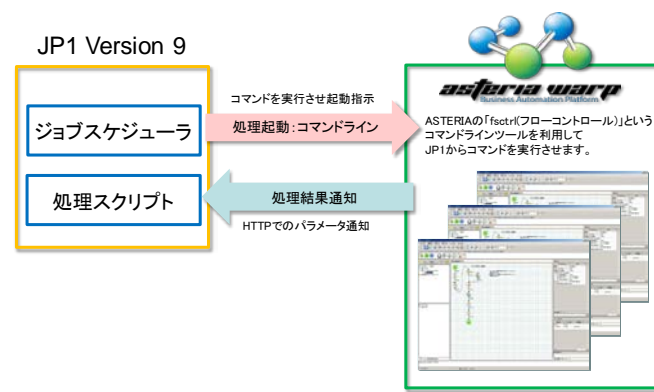 JP1 Version 9
ジョブスケジューラ
処理スクリプト
コマンドを実行させ起動指示
処理起動：コマンドライン
処理結果通知
HTTPでのパラメータ通知
asteria warp
Business Automation Platform
ASTERIAの「fsctrl(フローコントロール)」という
コマンドラインツールを利用して
JP1からコマンドを実行させます。